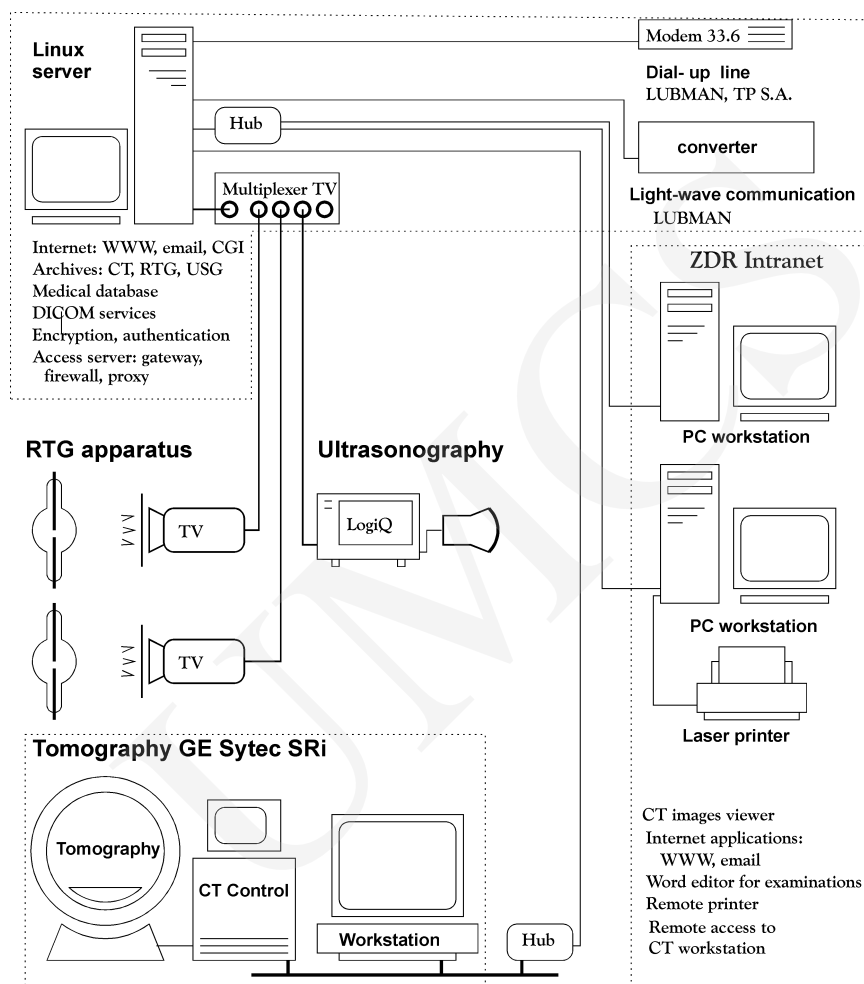 Linux
server
Modem 33.6
Dial- up line
LUBMAN, TP S.A.
Hub
converter
Multiplexer TV
Light-wave communication
LUBMAN
Internet: WWW, email, CGI
Archives: CT, RTG, USG
Medical database
DICOM services
Encryption, authentication
Access server: gateway,
firewall, proxy
ZDR Intranet
PC workstation
RTG apparatus
Ultrasonography
TV
LogiQ
PC workstation
TV
Laser printer
Tomography GE Sytec SRi
Tomography
CT Control
Workstation
Hub
CT images viewer
Internet applications:
WWW, email
Word editor for examinations
Remote printer
Remote access to
CT workstation
UMCS